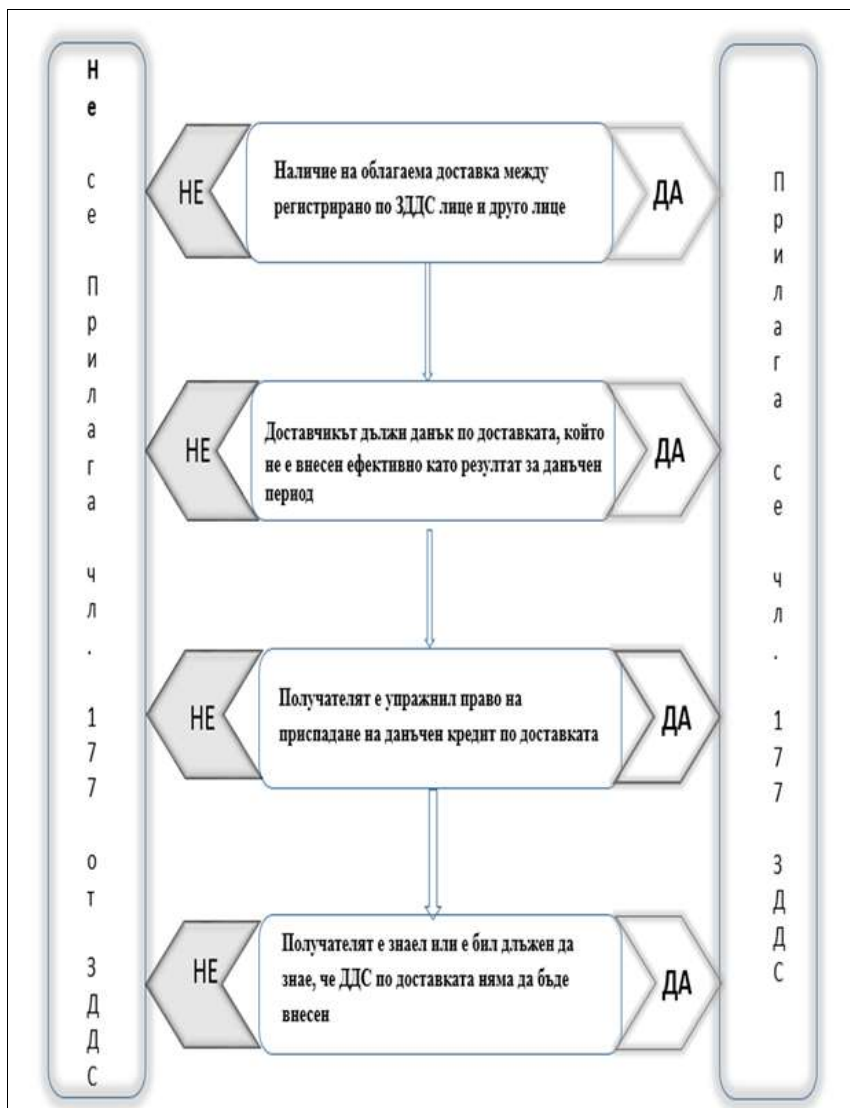 Не се Прилага чл. 177 от ЗДДС
НЕ
Наличие на облагаема доставка между
регистрирано по ЗДДС лице и друго лице
ДА
НЕ
Доставчикът дължи данък по доставката, който
не е внесен ефективно като резултат за данъчен
период
ДА
НЕ
Получателят е упражнил право на
приспадане на данъчен кредит по доставката
ДА
НЕ
Получателят е знаел или е бил длъжен да
знае, че ДДС по доставката няма да бъде
внесен
ДА
Прилага се чл. 177 ЗДДС